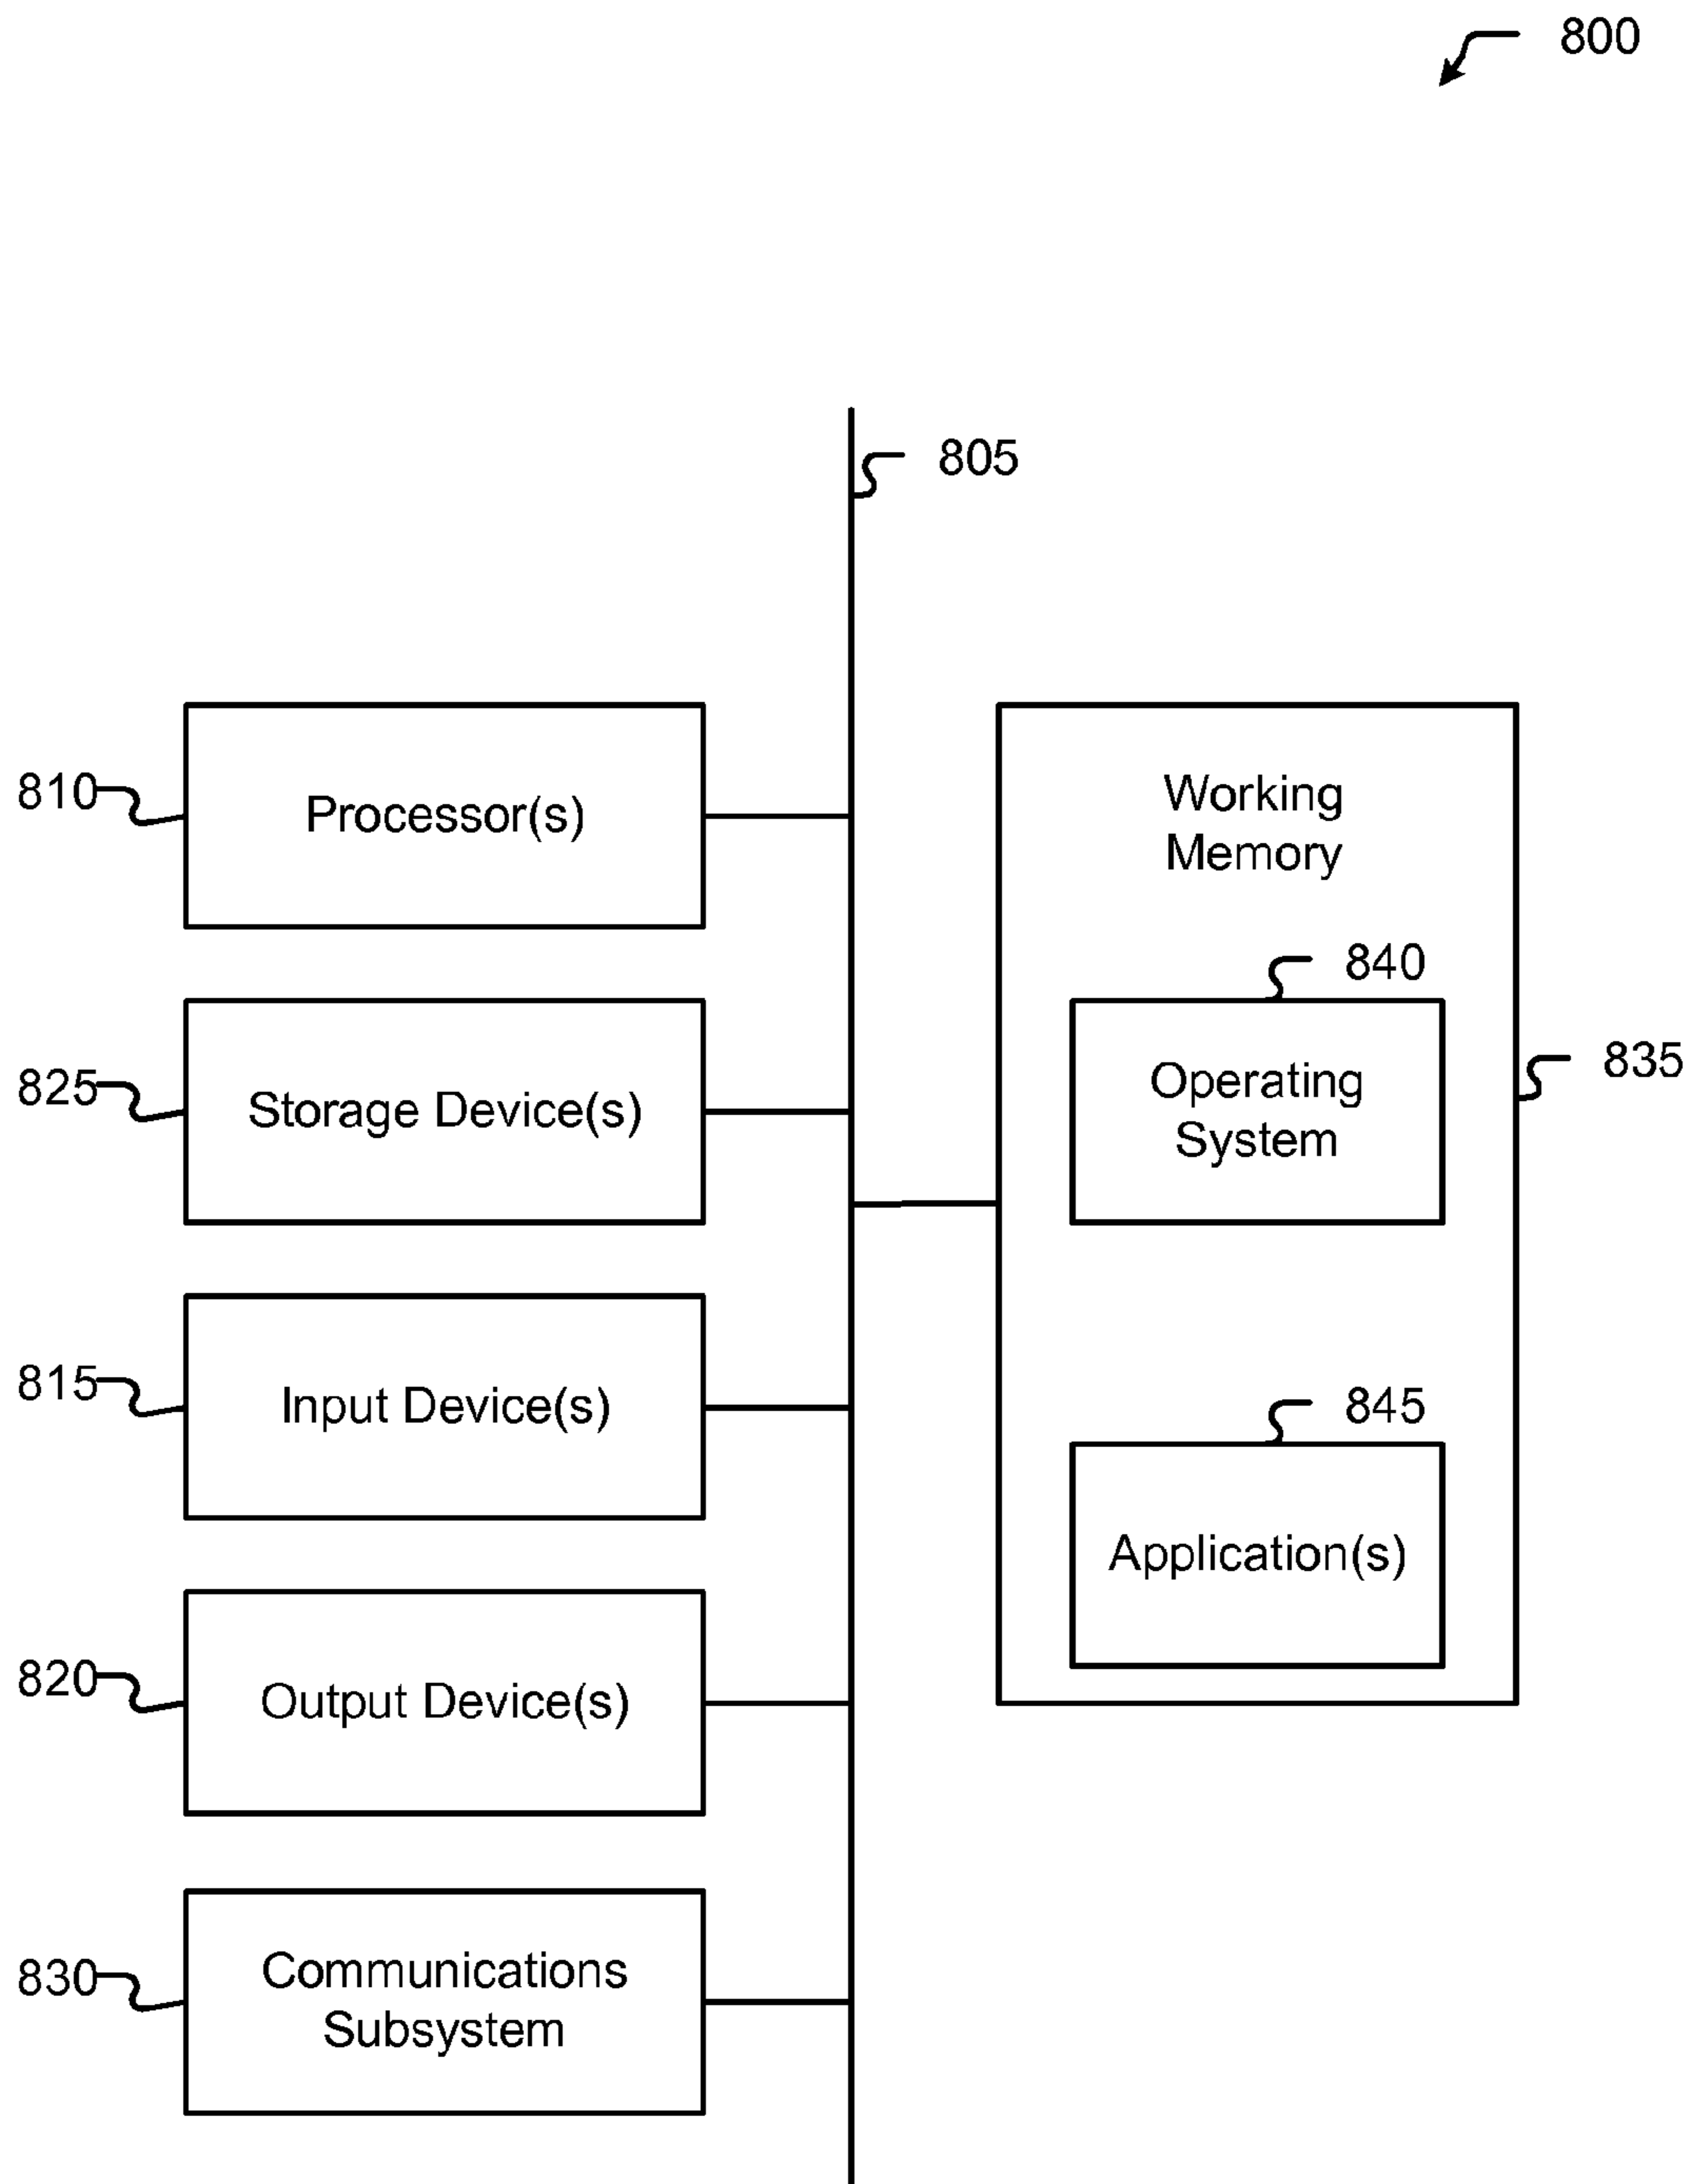 800
805
810
Processor(s)
Working
Memory
840
825
Storage Device(s)
Operating
System
835
815
Input Device(s)
845
Application(s)
820
Output Device(s)
830
Communications
Subsystem